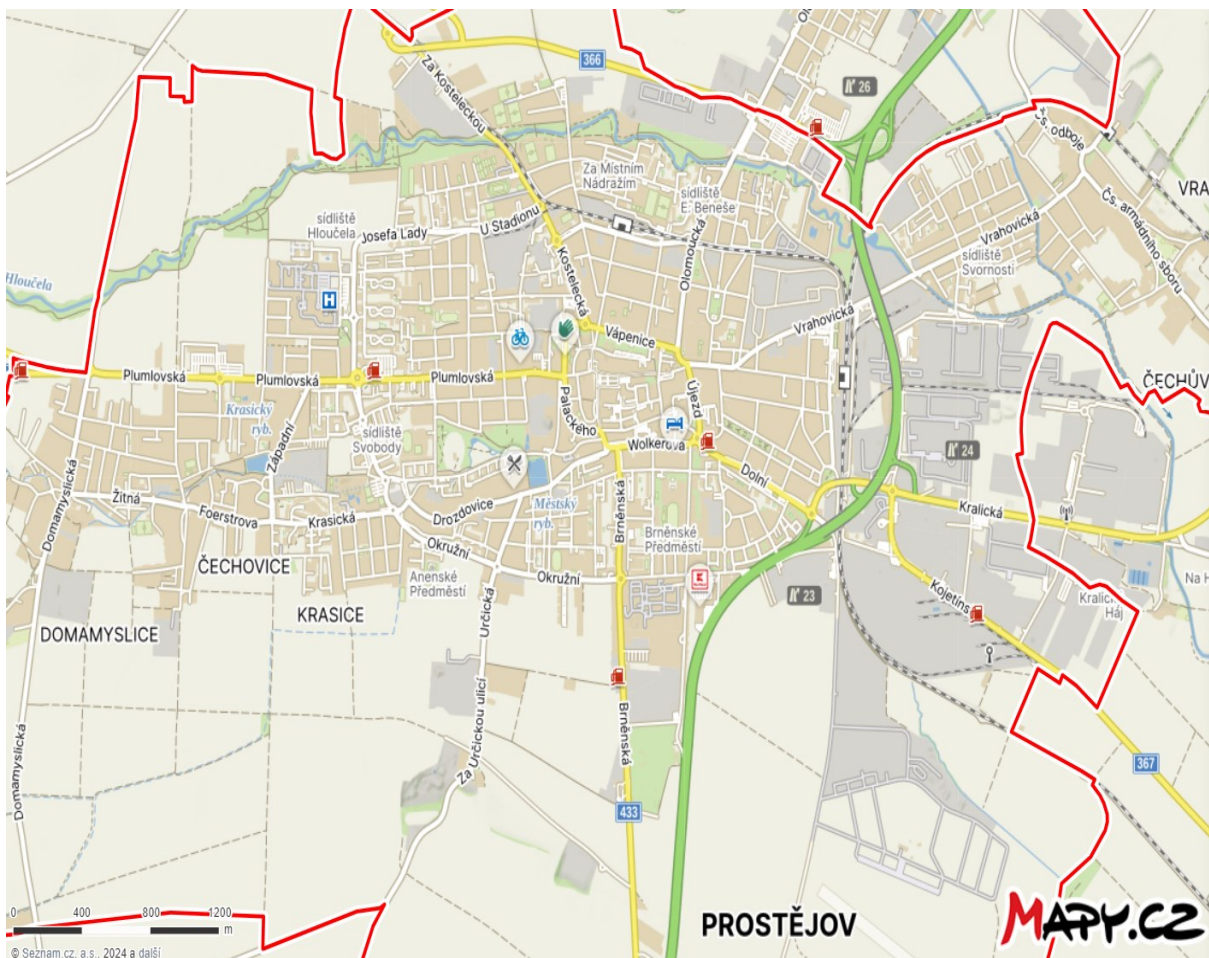 366
Za Kosteleckou
26
Čs. odboje
Za Místním
Nádražím
sídliště
E. Beneše
VRA
Čs. armádního sboru
sídliště
Hloučela
Josefa Lady
U Stadionu
Kostelecká
Olomoucká
Vrahovická
sídliště
Svornosti
Hloučela
H
Vápenice
Vrahovická
Plumlovská
Plumlovská
Plumlovská
ČECHŮV
Krasický
ryb.
Palackého
Újezd
Západní
sídliště
Svobody
Wolkerova
24
Dolní
Domamyslická
Žitná
Foerstrova
Krasická
Drozdovice
Městský
ryb.
Brněnská
Kralická
Brněnské
Předměstí
Okružní
ČECHOVICE
Anenské
Předměstí
Okružní
23
Na H
Kojetíns
Kralic
Háj
KRASICE
Určická
DOMAMYSLICE
Brněnská
Za Určickou ulicí
Domamyslická
367
433
0 400 800 1200
m
PROSTĚJOV
MAPY.CZ
© Seznam.cz, a.s., 2024 a další